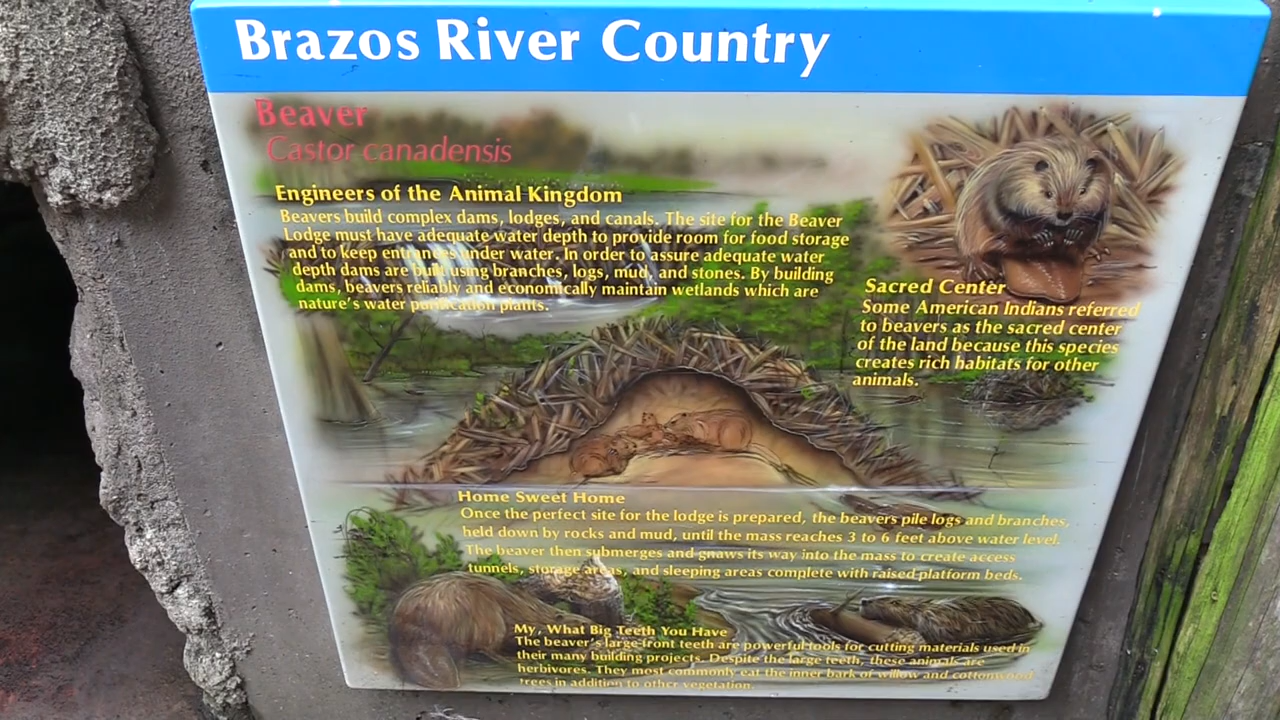 Brazos River Country
Beaver
Castor canadensis
Engineers of the Animal Kingdom
Beavers build complex dams, lodges, and canals. The site for the Beaver
Lodge must have adequate water depth to provide room for food storage
and to keep entrances under water. In order to assure adequate water
depth dams are built using branches, logs, mud, and stones. By building
dams, beavers reliably and economically maintain wetlands which are
nature's water purification plants.
Sacred Center
Some American Indians referred
to beavers as the sacred center
of the land because this species
creates rich habitats for other
animals.
Home Sweet Home
Once the perfect site for the lodge is prepared, the beavers pile logs and branches,
held down by rocks and mud, until the mass reaches 3 to 6 feet above water level.
The beaver then submerges and gnaws its way into the mass to create access
tunnels, storage areas, and sleeping areas complete with raised platform beds.
My, What Big Teeth You Have
The beaver's large front teeth are powerful tools for cutting materials used in
their many building projects. Despite the large teeth, these animals are
herbivores. They most commonly eat the inner bark of willow and cottonwood
trees in addition to other vegetation.